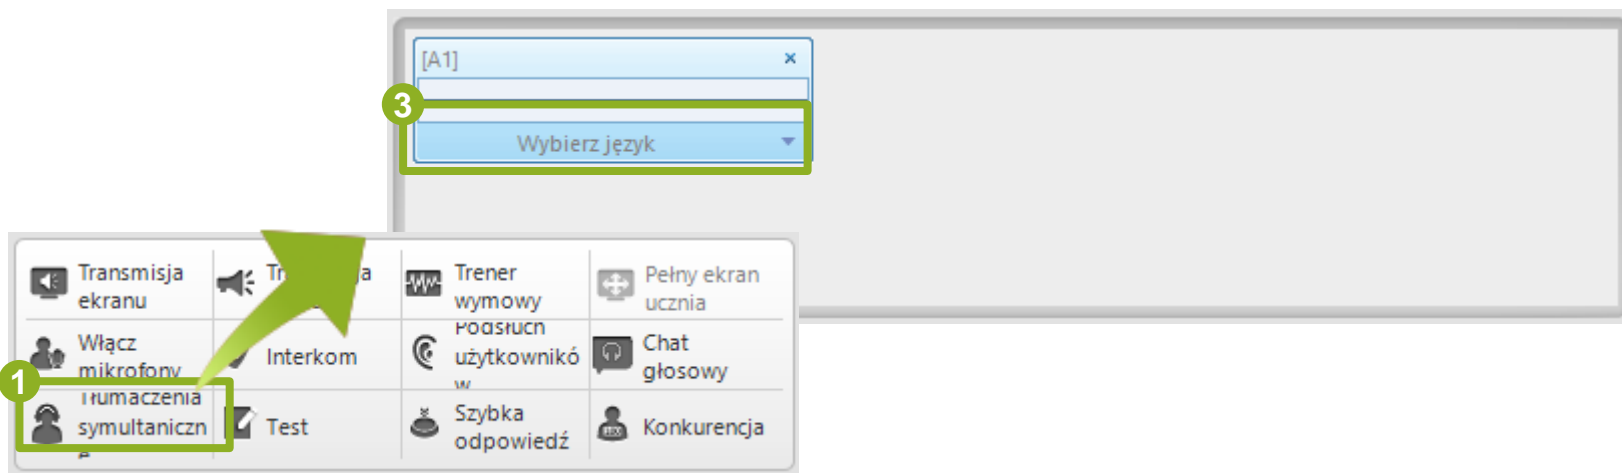 [A1]
×
3
Wybierz język
Transmisja
ekranu
Trener
wymowy
Pełny ekran
ucznia
Włącz
mikrofony
Interkom
Podsłuch
użytkownikó
w
Chat
głosowy
1
Tłumaczenia
symultaniczn
e
Test
Szybka
odpowiedź
Konkurencja